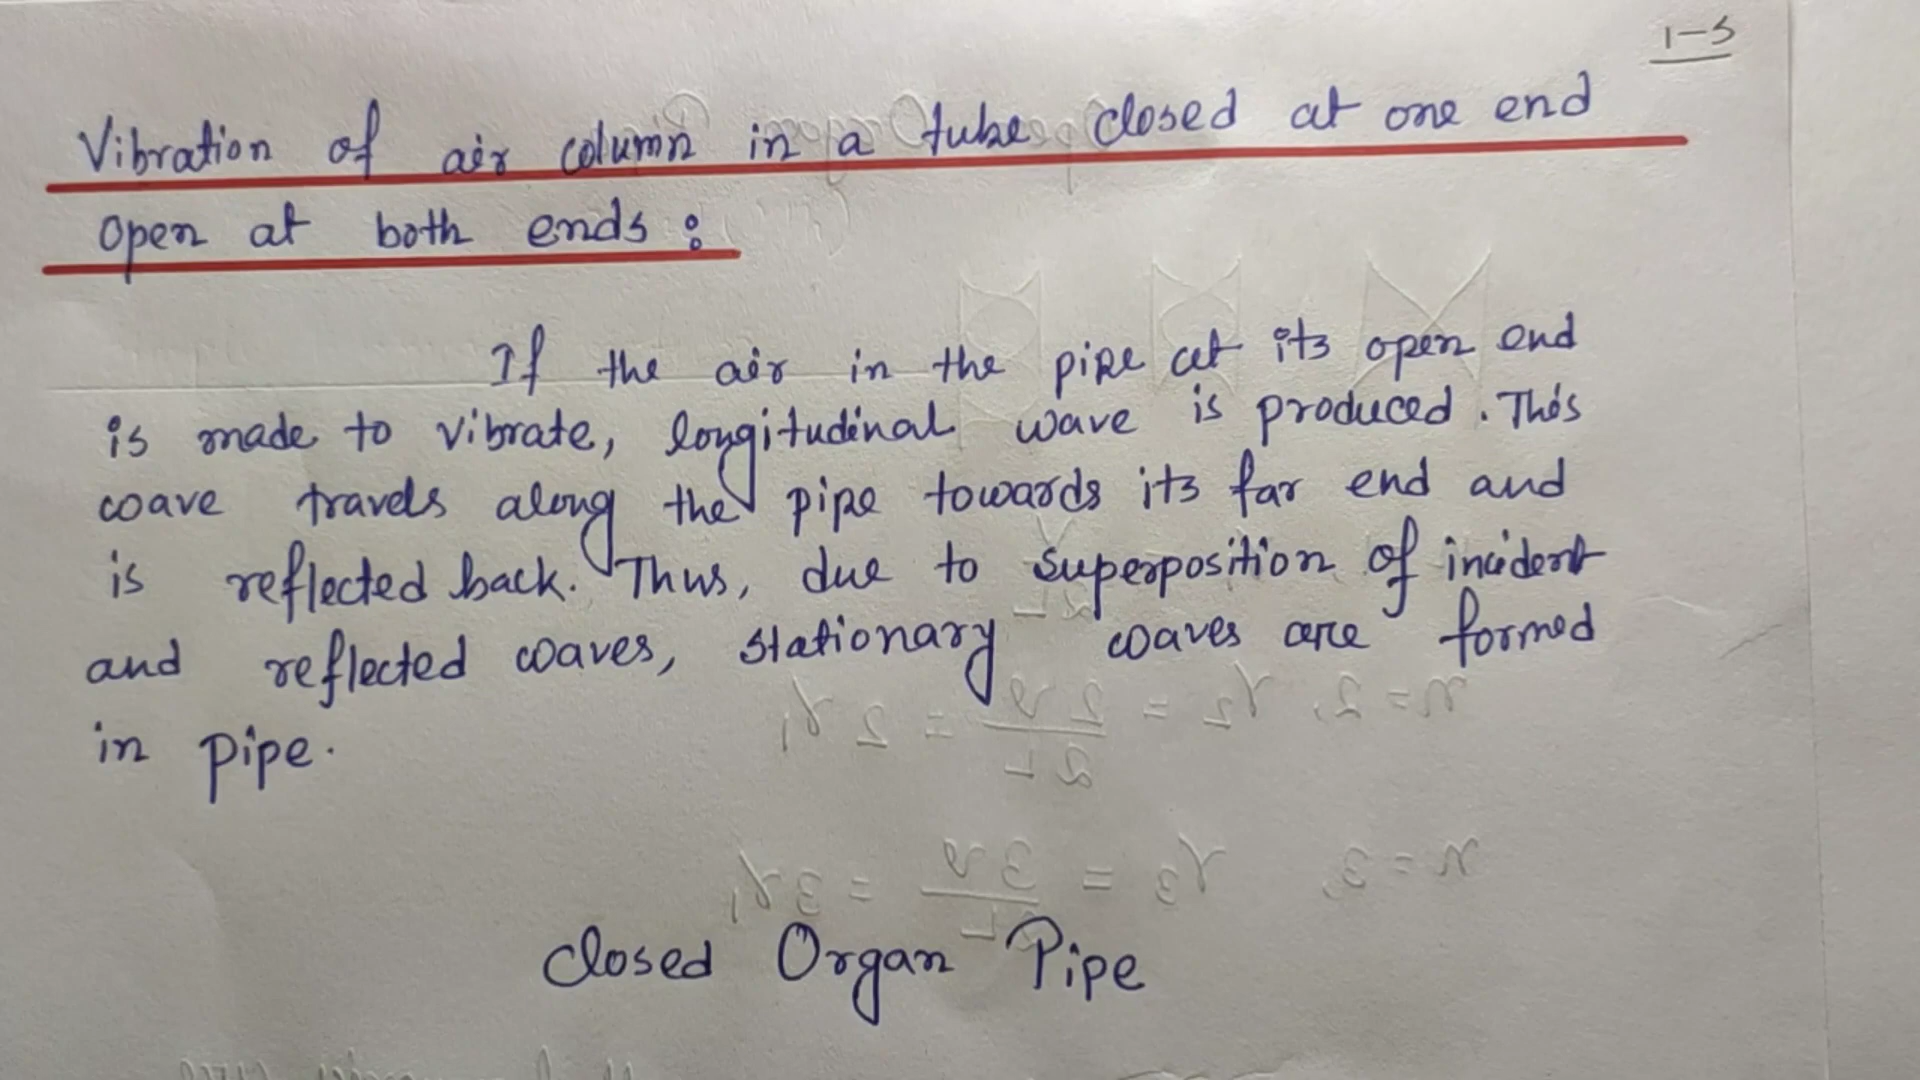 1-5
Vibration of air column in a tube closed at one end
open at both ends :
If the air in the pipe at its open end
is made to vibrate, longitudinal wave is produced. This
wave travels along the pipe towards its far end and
is reflected back. Thus, due to superposition of incident
and reflected waves, stationary waves are formed
in pipe.
Closed Organ Pipe